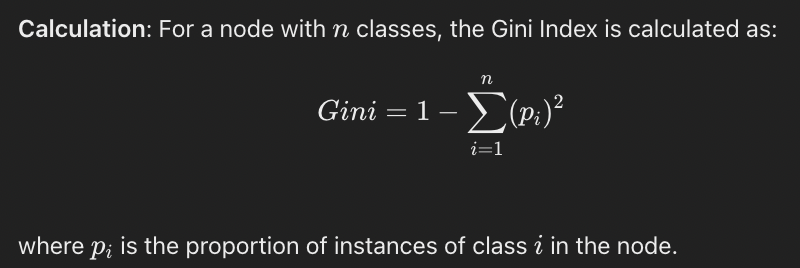 Calculation: For a node with n classes, the Gini Index is calculated as:
Gini = 1 − ∑_{i=1}^{n} (p_i)^2
where p_i is the proportion of instances of class i in the node.